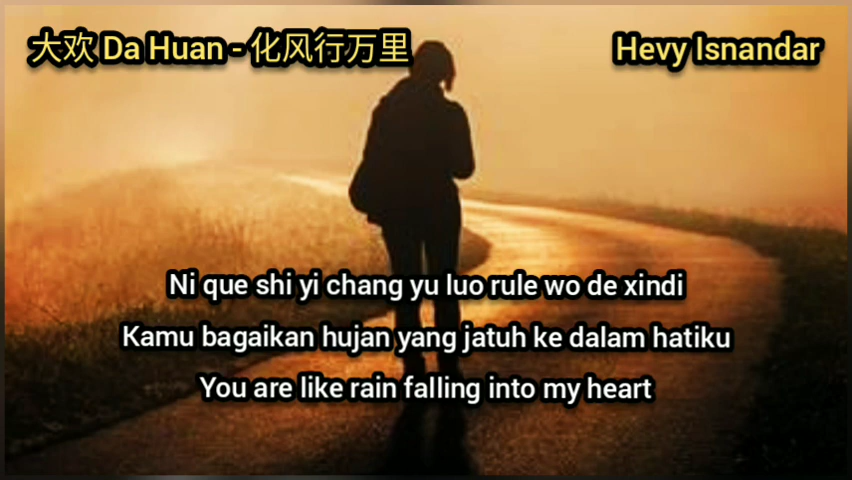 大欢 Da Huan - 化风行万里
Hevy Isnandar
Ni que shi yi chang yu luo rule wo de xindi
Kamu bagaikan hujan yang jatuh ke dalam hatiku
You are like rain falling into my heart